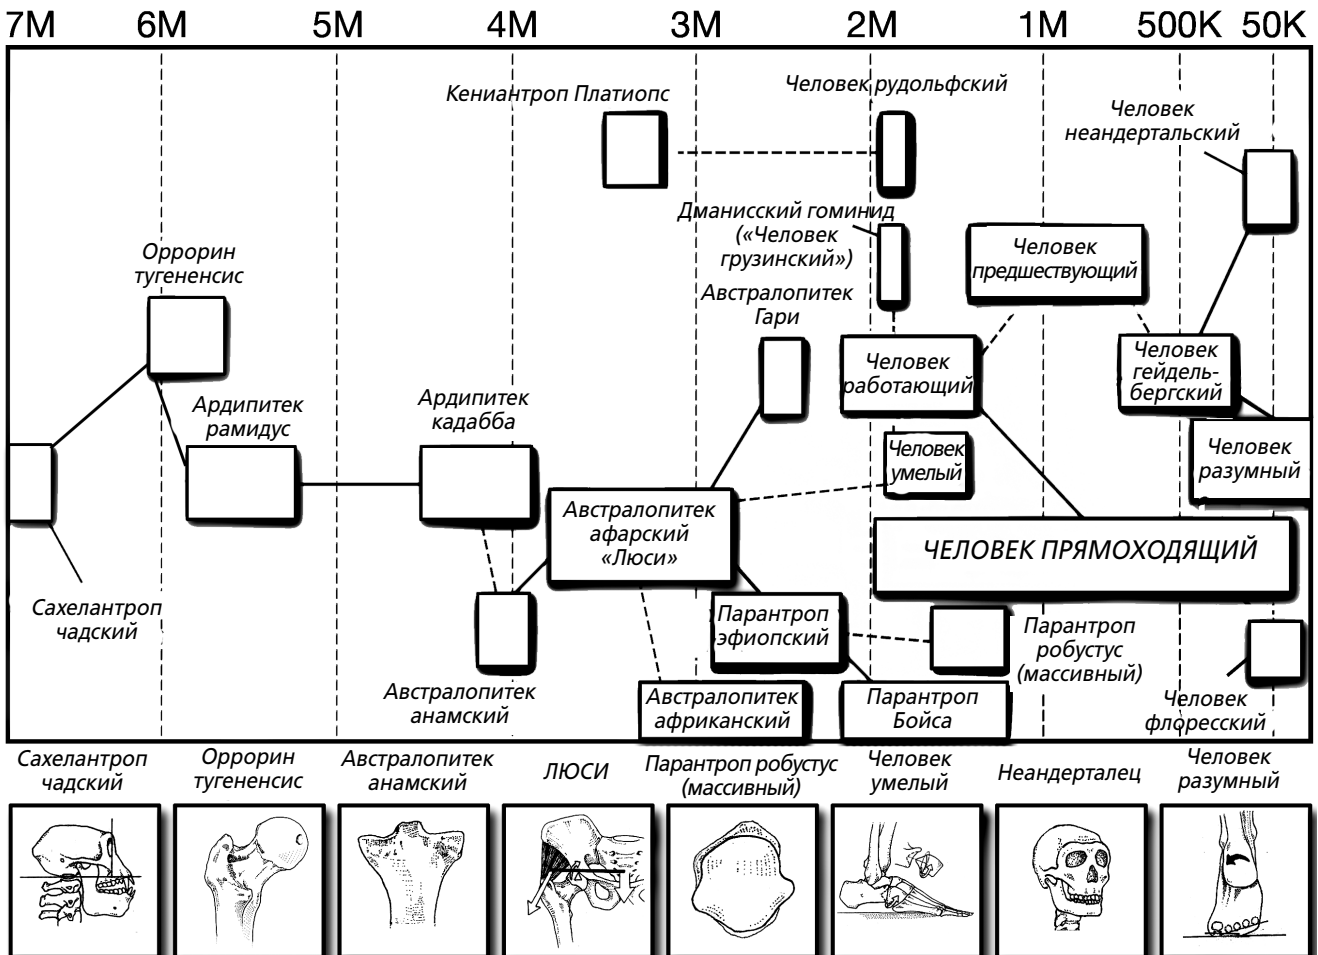 7M 6M 5M 4M 3M 2M 1M 500K 50K
Кениантроп Платиопс
Человек рудольфский
Человек
неандертальский
Дманисский гоминид
(«Человек
грузинский»)
Человек
предшествующий
Оррорин
тугененсис
Австралопитек
Гари
Человек
работающий
Человек
гейдель-
бергский
Ардипитек
рамидус
Ардипитек
кадабба
Человек
умелый
Человек
разумный
Австралопитек
афарский
«Люси»
ЧЕЛОВЕК ПРЯМОХОДЯЩИЙ
Сахелантроп
чадский
Парантроп
эфиопский
Парантроп
робустус
(массивный)
Австралопитек
анамский
Австралопитек
африканский
Парантроп
Бойса
Человек
флоресский
Сахелантроп
чадский
Оррорин
тугененсис
Австралопитек
анамский
ЛЮСИ
Парантроп робустус
(массивный)
Человек
умелый
Неандерталец
Человек
разумный